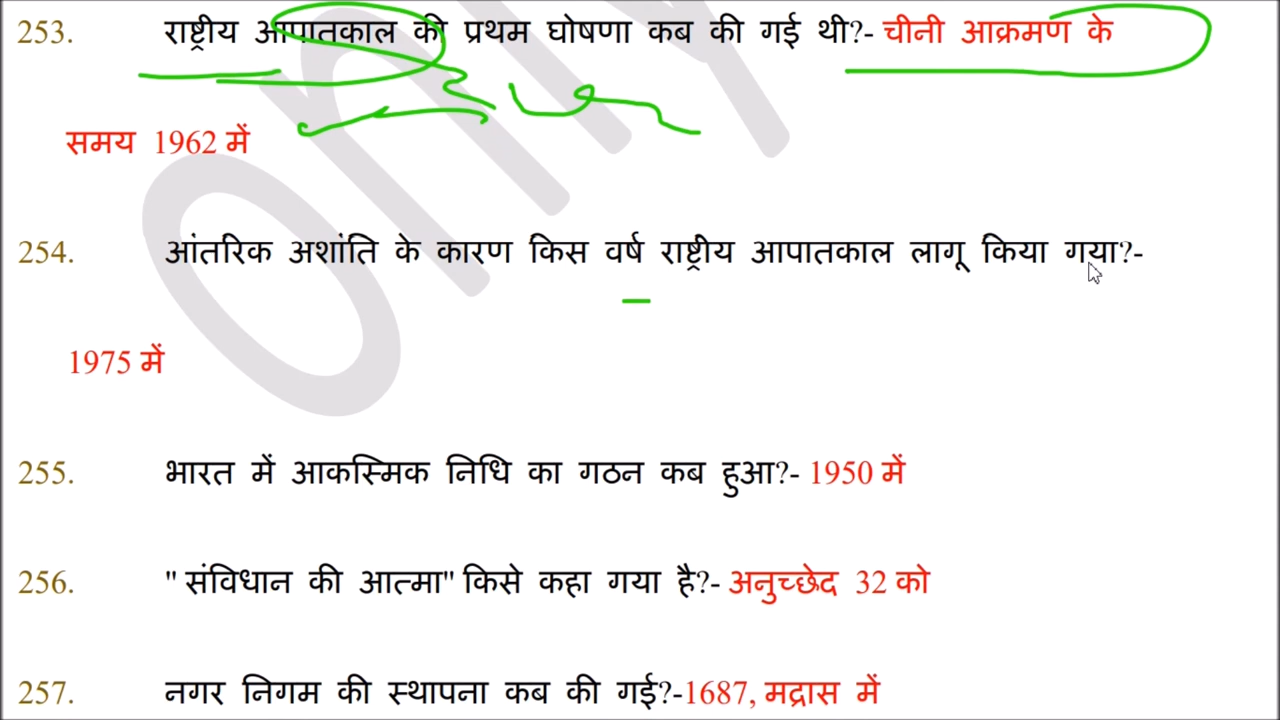 253. राष्ट्रीय आपातकाल की प्रथम घोषणा कब की गई थी?- चीनी आक्रमण के
समय 1962 में
254. आंतरिक अशांति के कारण किस वर्ष राष्ट्रीय आपातकाल लागू किया गया?-
1975 में
255. भारत में आकस्मिक निधि का गठन कब हुआ?- 1950 में
256. " संविधान की आत्मा" किसे कहा गया है?- अनुच्छेद 32 को
257. नगर निगम की स्थापना कब की गई?-1687, मद्रास में